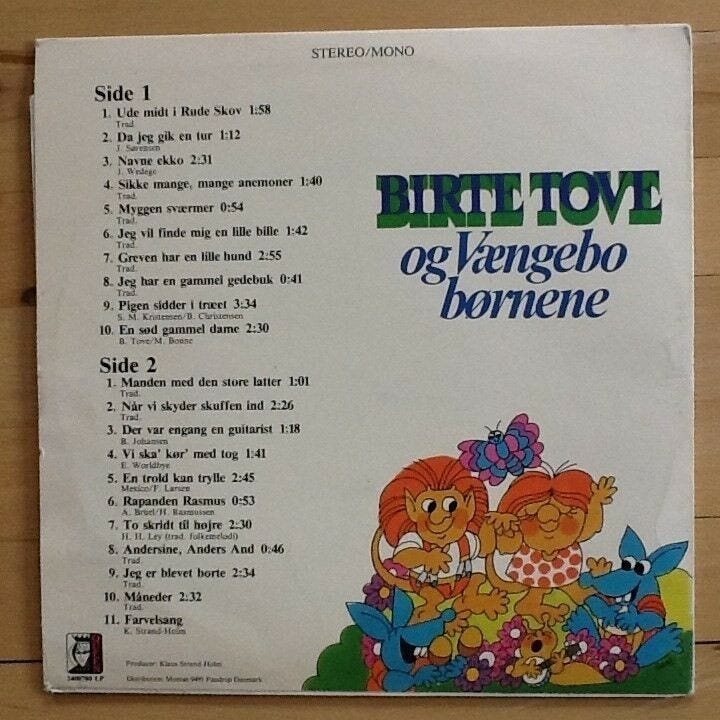 STEREO/MONO
Side 1
1. Ude midt i Rude Skov 1:58
Trad.
2. Da jeg gik en tur 1:12
J. Sørensen
3. Navne ekko 2:31
J. Wedege
4. Sikke mange, mange anemoner 1:40
Trad.
5. Myggen sværmer 0:54
Trad.
6. Jeg vil finde mig en lille bille 1:42
Trad.
7. Greven har en lille hund 2:55
Trad.
8. Jeg har en gammel gedebuk 0:41
Trad.
9. Pigen sidder i træet 3:34
S. M. Kristensen/B. Christensen
10. En sød gammel dame 2:30
B. Tove/M. Bonne
Side 2
1. Manden med den store latter 1:01
Trad.
2. Når vi skyder skuffen ind 2:26
Trad.
3. Der var engang en guitarist 1:18
B. Johansen
4. Vi ska' kør' med tog 1:41
E. Worldbye
5. En trold kan trylle 2:45
Mexico/F. Larsen
6. Rapanden Rasmus 0:53
A. Bruel/H. Rasmussen
7. To skridt til højre 2:30
H. H. Ley (trad. folkemelodi)
8. Andersine, Anders And 0:46
Trad.
9. Jeg er blevet borte 2:34
Trad.
10. Måneder 2:32
Trad.
11. Farvelsang
K. Strand-Holm
Producer: Klaus Strand-Holm
Distribution: Moutas 9491 Pandrup Danmark
LP
BIRTE TOVE
og Vængebo
børnene